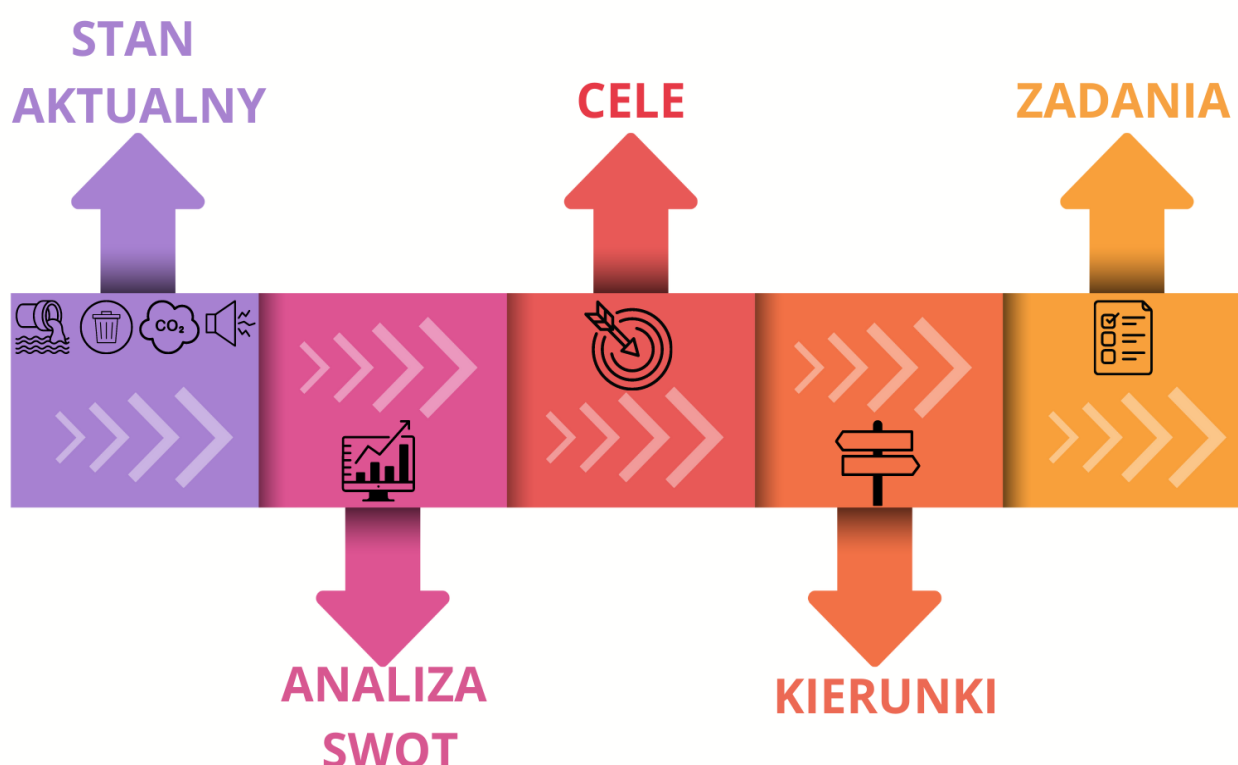 STAN
AKTUALNY
CELE
ZADANIA
CO₂
ANALIZA
SWOT
KIERUNKI